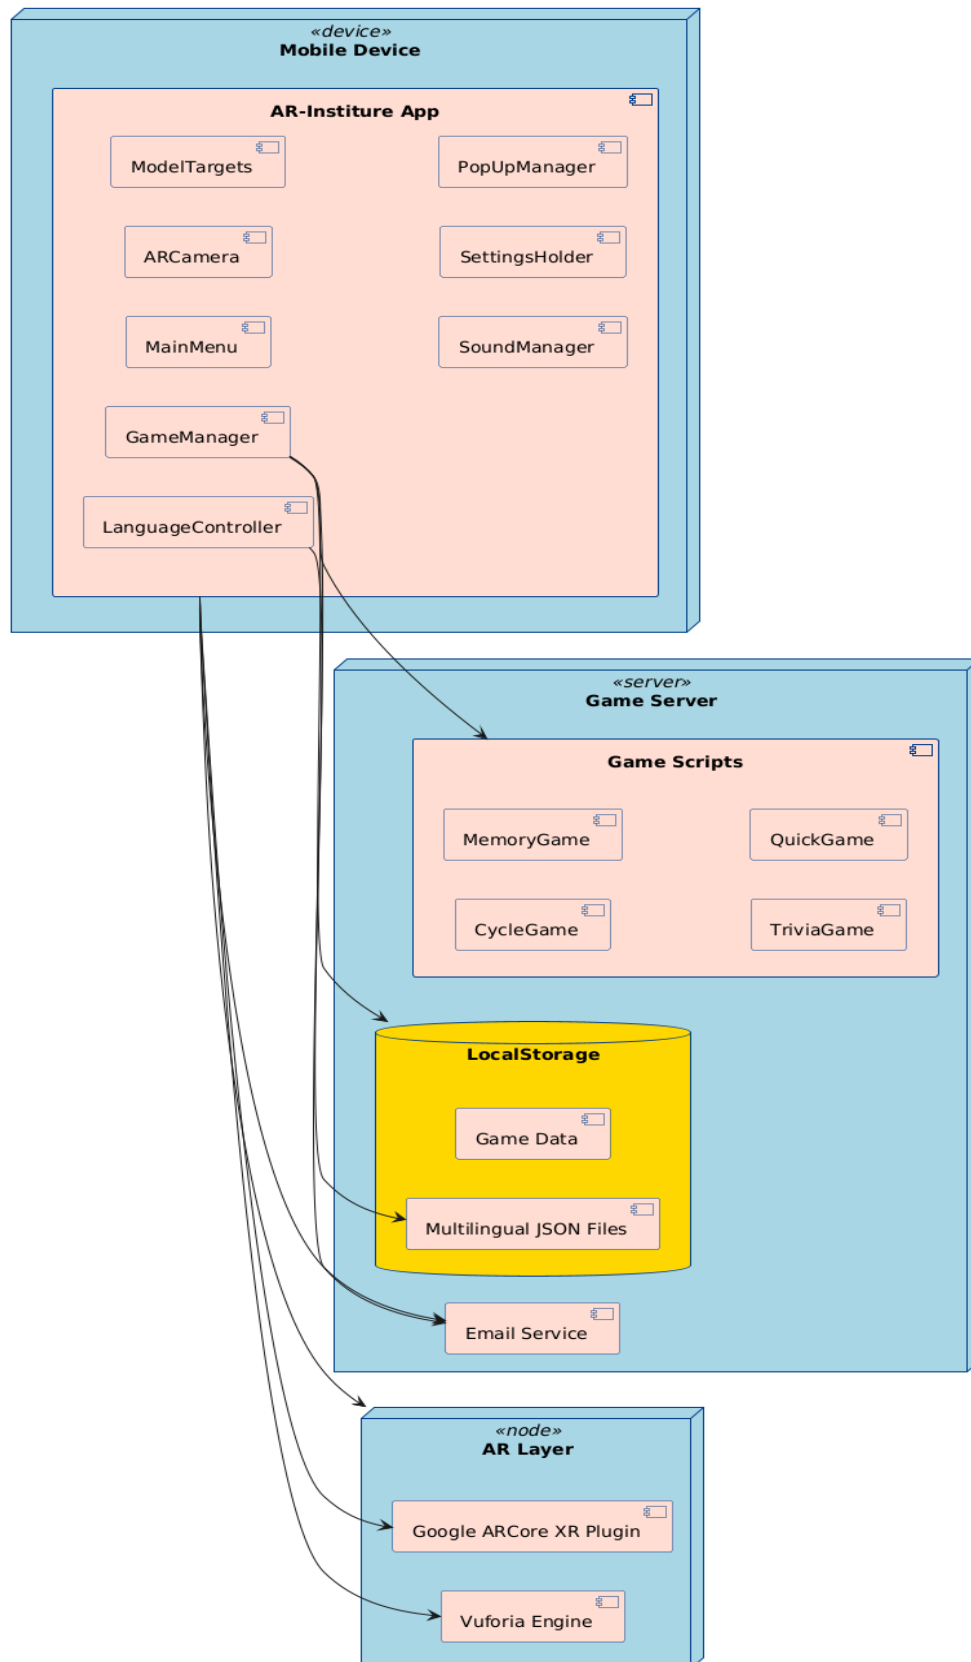 «device»
Mobile Device
AR-Institure App
ModelTargets
PopUpManager
ARCamera
SettingsHolder
MainMenu
SoundManager
GameManager
LanguageController
«server»
Game Server
Game Scripts
MemoryGame
QuickGame
CycleGame
TriviaGame
LocalStorage
Game Data
Multilingual JSON Files
Email Service
«node»
AR Layer
Google ARCore XR Plugin
Vuforia Engine